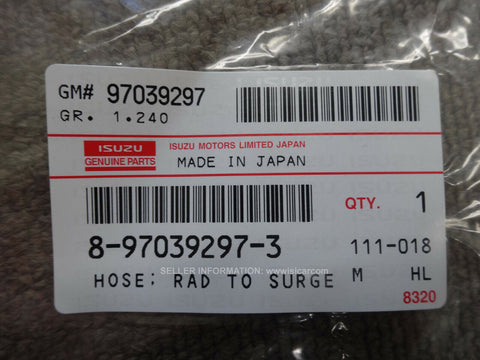 GM# 97039297
GR. 1.240
ISUZU
GENUINE PARTS
ISUZU MOTORS LIMITED JAPAN
MADE IN JAPAN
QTY. 1
8-97039297-3
111-018
HOSE; RAD TO SURGE
M HL
SELLER INFORMATION: www.isicar.com
8320